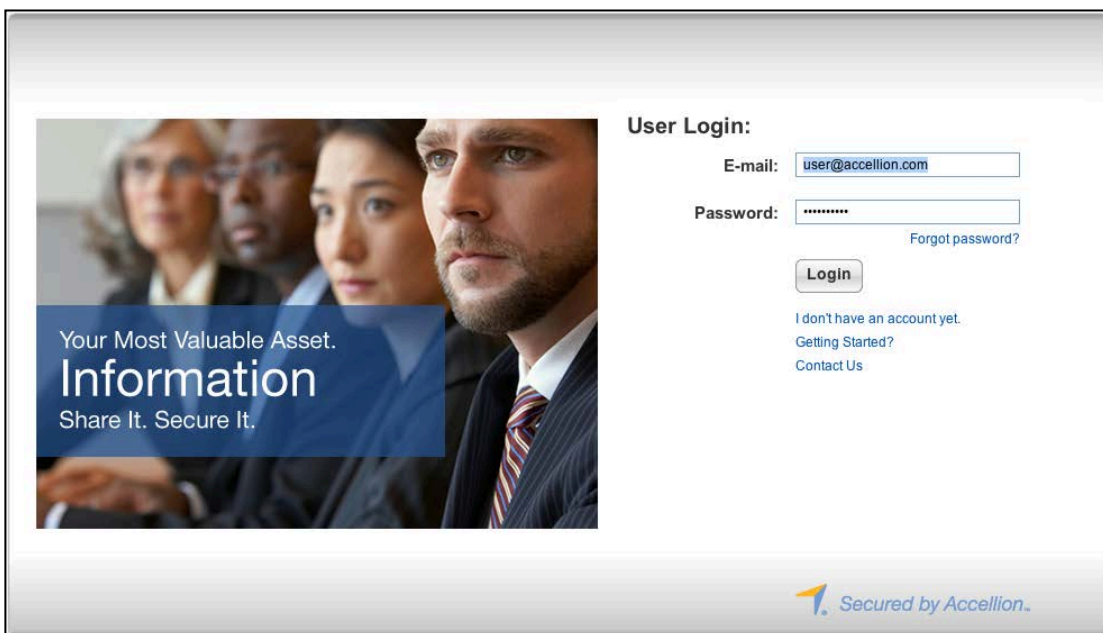 Your Most Valuable Asset.
Information
Share It. Secure It.
User Login:
E-mail: user@accellion.com
Password: ••••••••••
Forgot password?
Login
I don't have an account yet.
Getting Started?
Contact Us
Secured by Accellion™